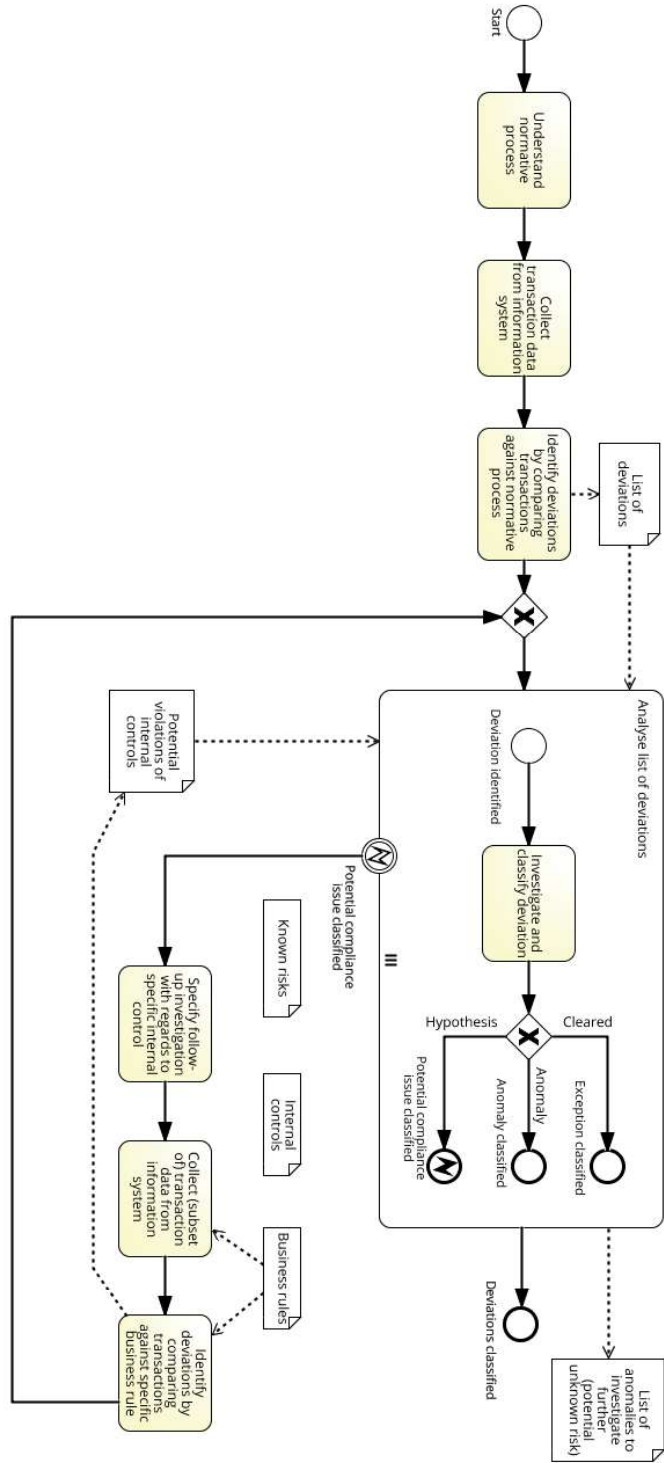 Start
Understand
normative
process
Collect
transaction data
from information
system
Identify deviations
by comparing
transactions
against normative
process
List of
deviations
X
Analyse list of deviations
Deviation identified
Investigate and
classify deviation
X
Cleared
Anomaly
Hypothesis
Exception classified
Anomaly classified
Potential compliance
issue classified
Deviations classified
List of
anomalies to
investigate
further
(potential
unknown risk)
Potential compliance
issue classified
Potential
violations of
internal
controls
Known risks
Internal
controls
Business rules
Specify follow-
up investigation
with regards to
specific internal
control
Collect (subset
of) transaction
data from
information
system
Identify
deviations by
comparing
transactions
against specific
business rule